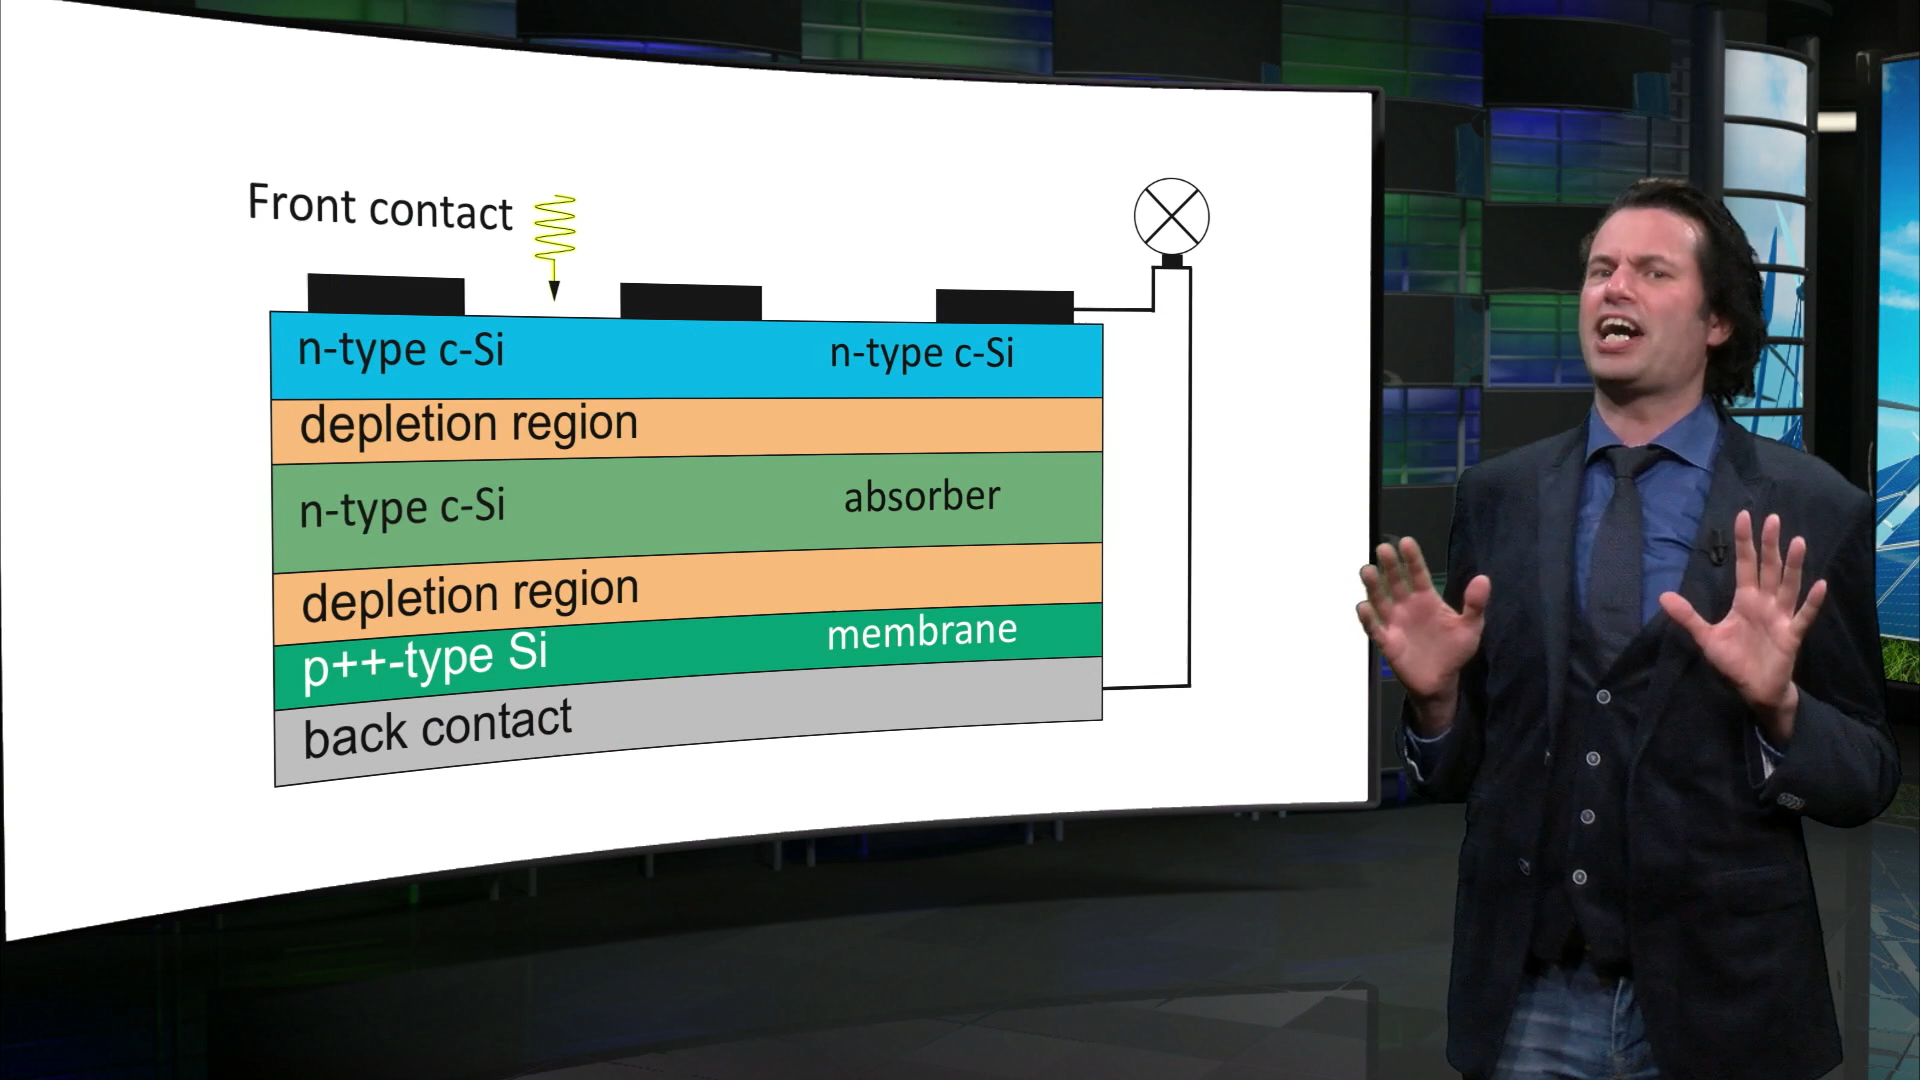 Front contact
n-type c-Si n-type c-Si
depletion region
n-type c-Si absorber
depletion region
p++-type Si membrane
back contact